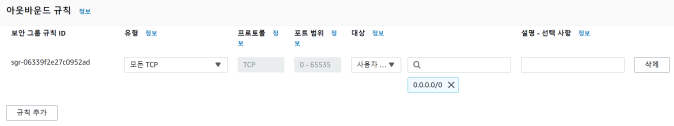 아웃바운드 규칙 정보
보안 그룹 규칙 ID 유형 정보 프로토콜 정보 포트 범위 정보 대상 정보 설명 - 선택 사항 정보
sgr-06339f2e27c0952ad 모든 TCP TCP 0 - 65535 사용자 ... 삭제
0.0.0.0/0
규칙 추가